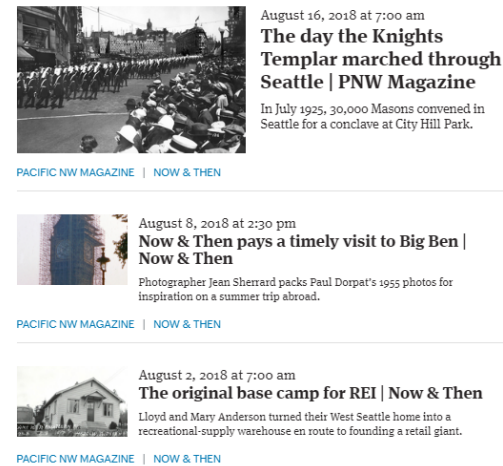 August 16, 2018 at 7:00 am
The day the Knights
Templar marched through
Seattle | PNW Magazine
In July 1925, 30,000 Masons convened in
Seattle for a conclave at City Hill Park.
PACIFIC NW MAGAZINE | NOW & THEN
August 8, 2018 at 2:30 pm
Now & Then pays a timely visit to Big Ben |
Now & Then
Photographer Jean Sherrard packs Paul Dorpat's 1955 photos for
inspiration on a summer trip abroad.
PACIFIC NW MAGAZINE | NOW & THEN
August 2, 2018 at 7:00 am
The original base camp for REI | Now & Then
Lloyd and Mary Anderson turned their West Seattle home into a
recreational-supply warehouse en route to founding a retail giant.
PACIFIC NW MAGAZINE | NOW & THEN